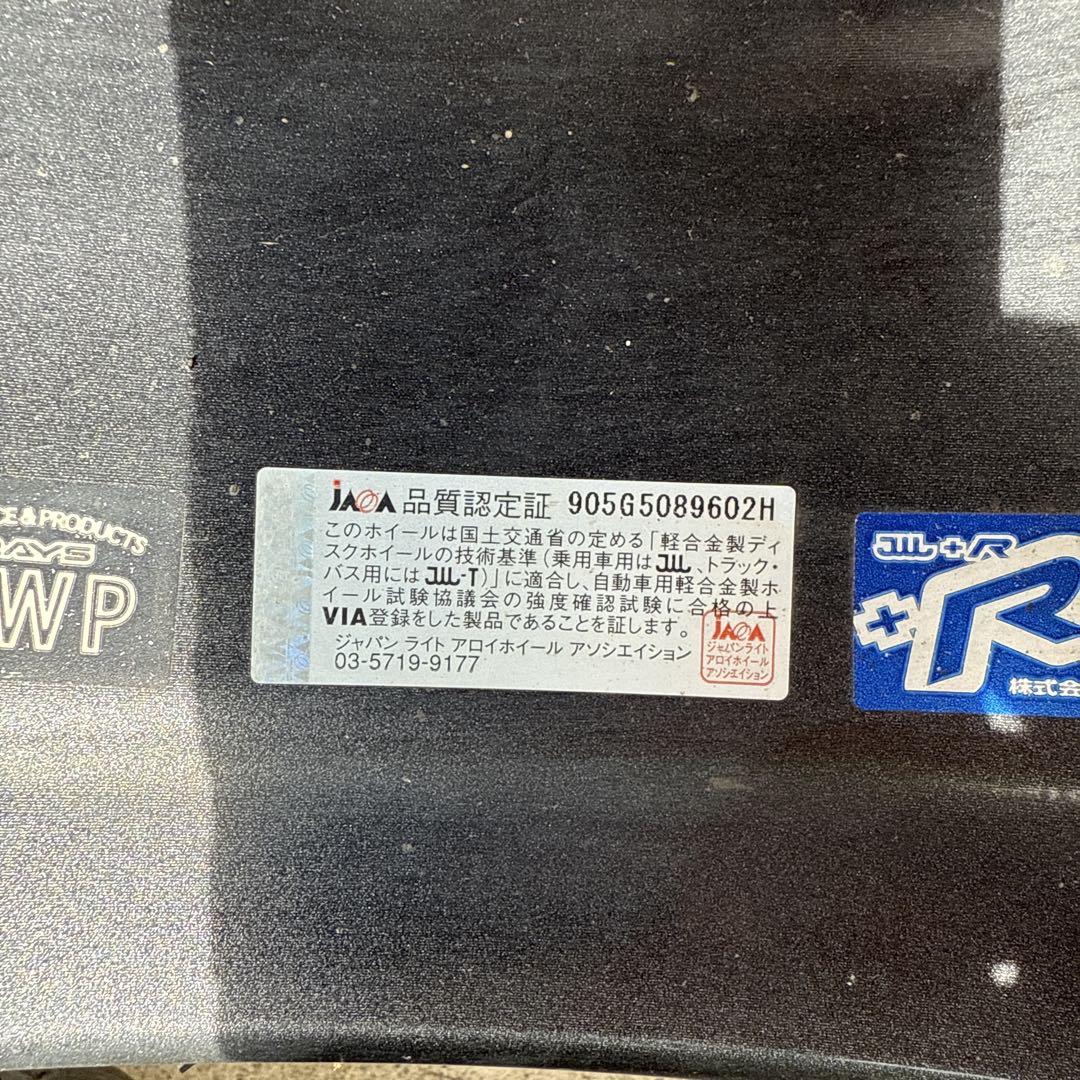 CE & PRODUCTS
RAYS
WP
JAWA 品質認定証 905G5089602H
このホイールは国土交通省の定める「軽合金製ディ
スクホイールの技術基準(乗用車用はJWL、トラック・
バス用にはJWL-T)」に適合し、自動車用軽合金製ホ
イール試験協議会の強度確認試験に合格の上
VIA登録をした製品であることを証します。
ジャパン ライト アロイホイール アソシエイション
03-5719-9177
JAWA
ジャパンライト
アロイホイール
アソシエイション
JWL+R
++R
株式会